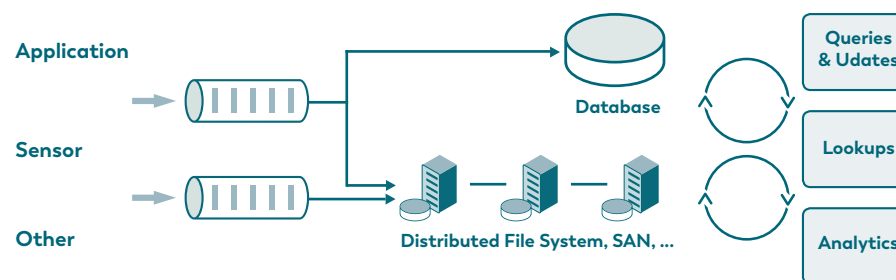 Application
Sensor
Other
Database
Distributed File System, SAN, ...
Queries
& Udates
Lookups
Analytics